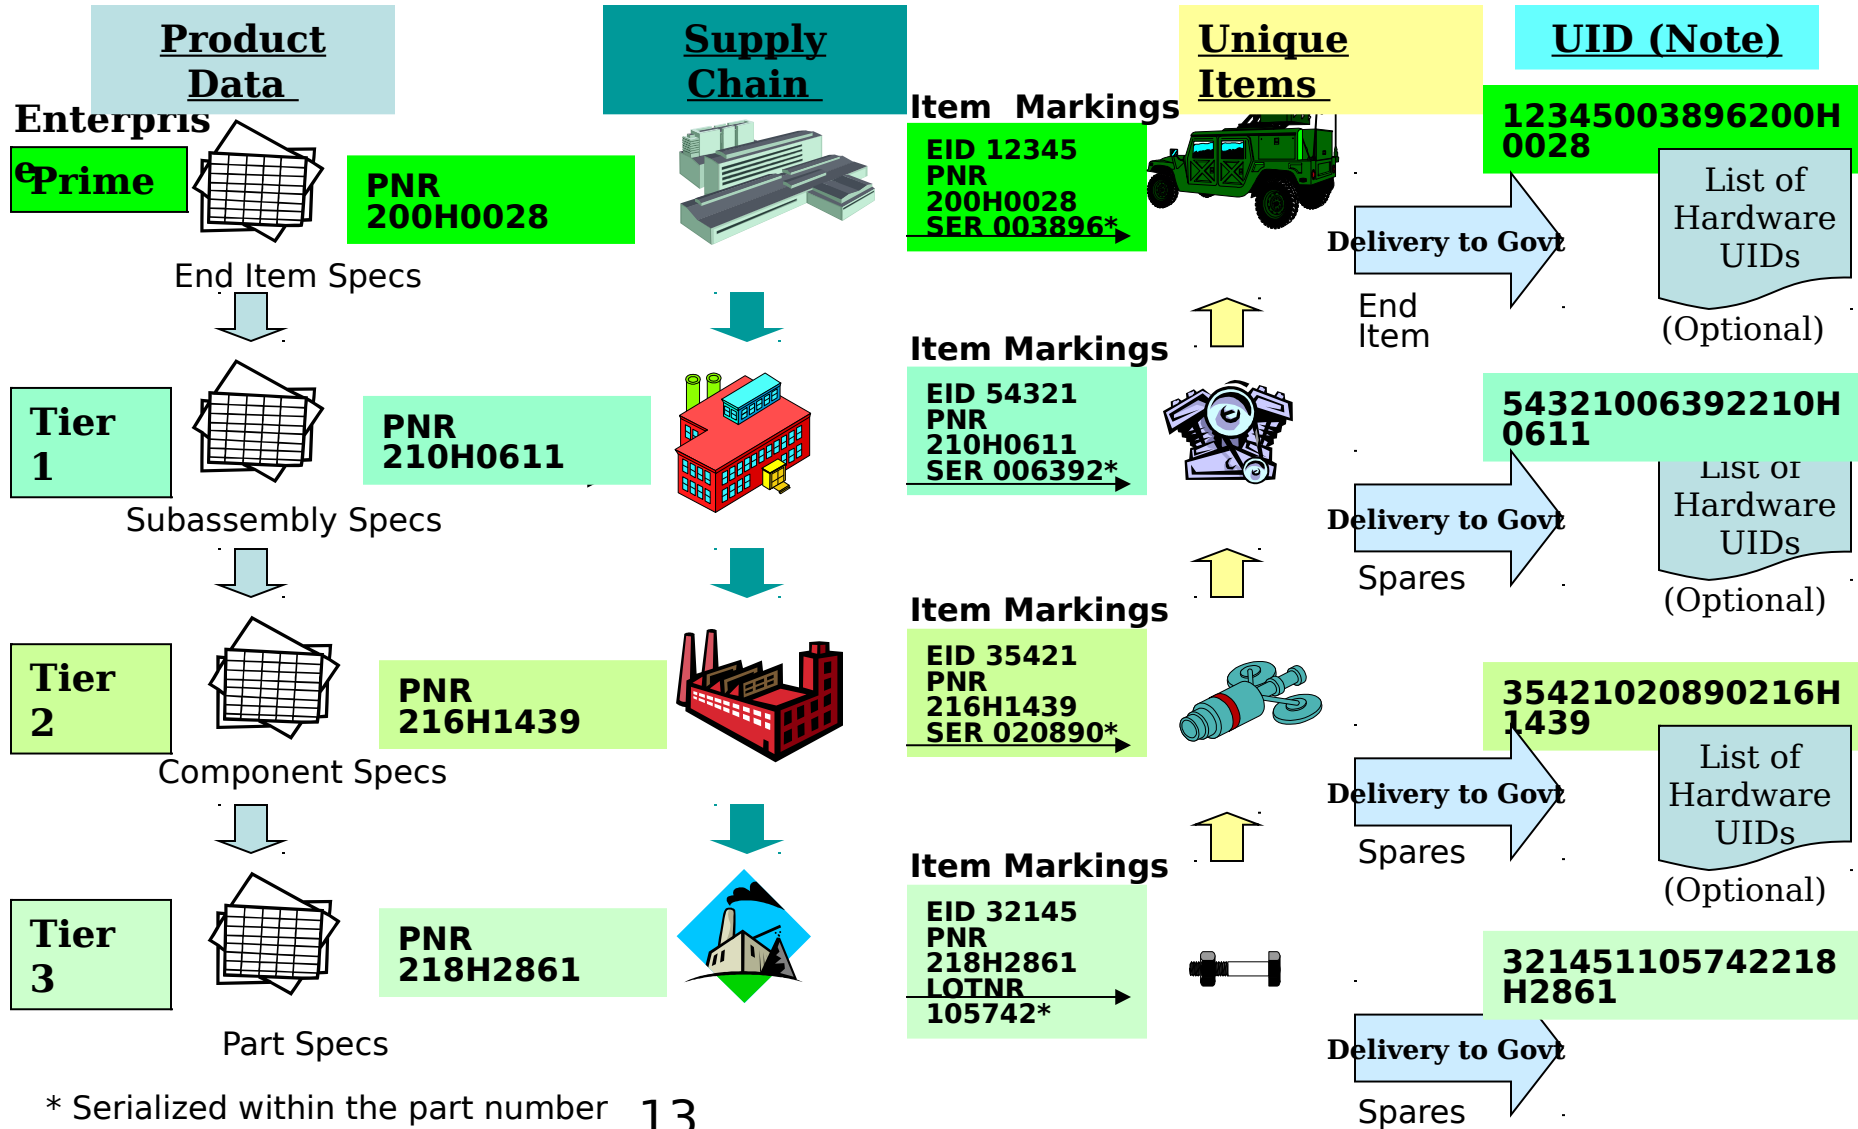 Product
Data
Supply
Chain
Unique
Items
UID (Note)
Enterpris
e
Prime
PNR
200H0028
End Item Specs
Item  Markings
EID 12345
PNR
200H0028
SER 003896*
12345003896200H
0028
Delivery to Govt
End
Item
List of
Hardware
UIDs
(Optional)
Tier
1
PNR
210H0611
Subassembly Specs
Item Markings
EID 54321
PNR
210H0611
SER 006392*
54321006392210H
0611
Delivery to Govt
Spares
List of
Hardware
UIDs
(Optional)
Tier
2
PNR
216H1439
Component Specs
Item Markings
EID 35421
PNR
216H1439
SER 020890*
35421020890216H
1439
Delivery to Govt
Spares
List of
Hardware
UIDs
(Optional)
Tier
3
PNR
218H2861
Part Specs
Item Markings
EID 32145
PNR
218H2861
LOTNR
105742*
321451105742218
H2861
Delivery to Govt
Spares
* Serialized within the part number
13